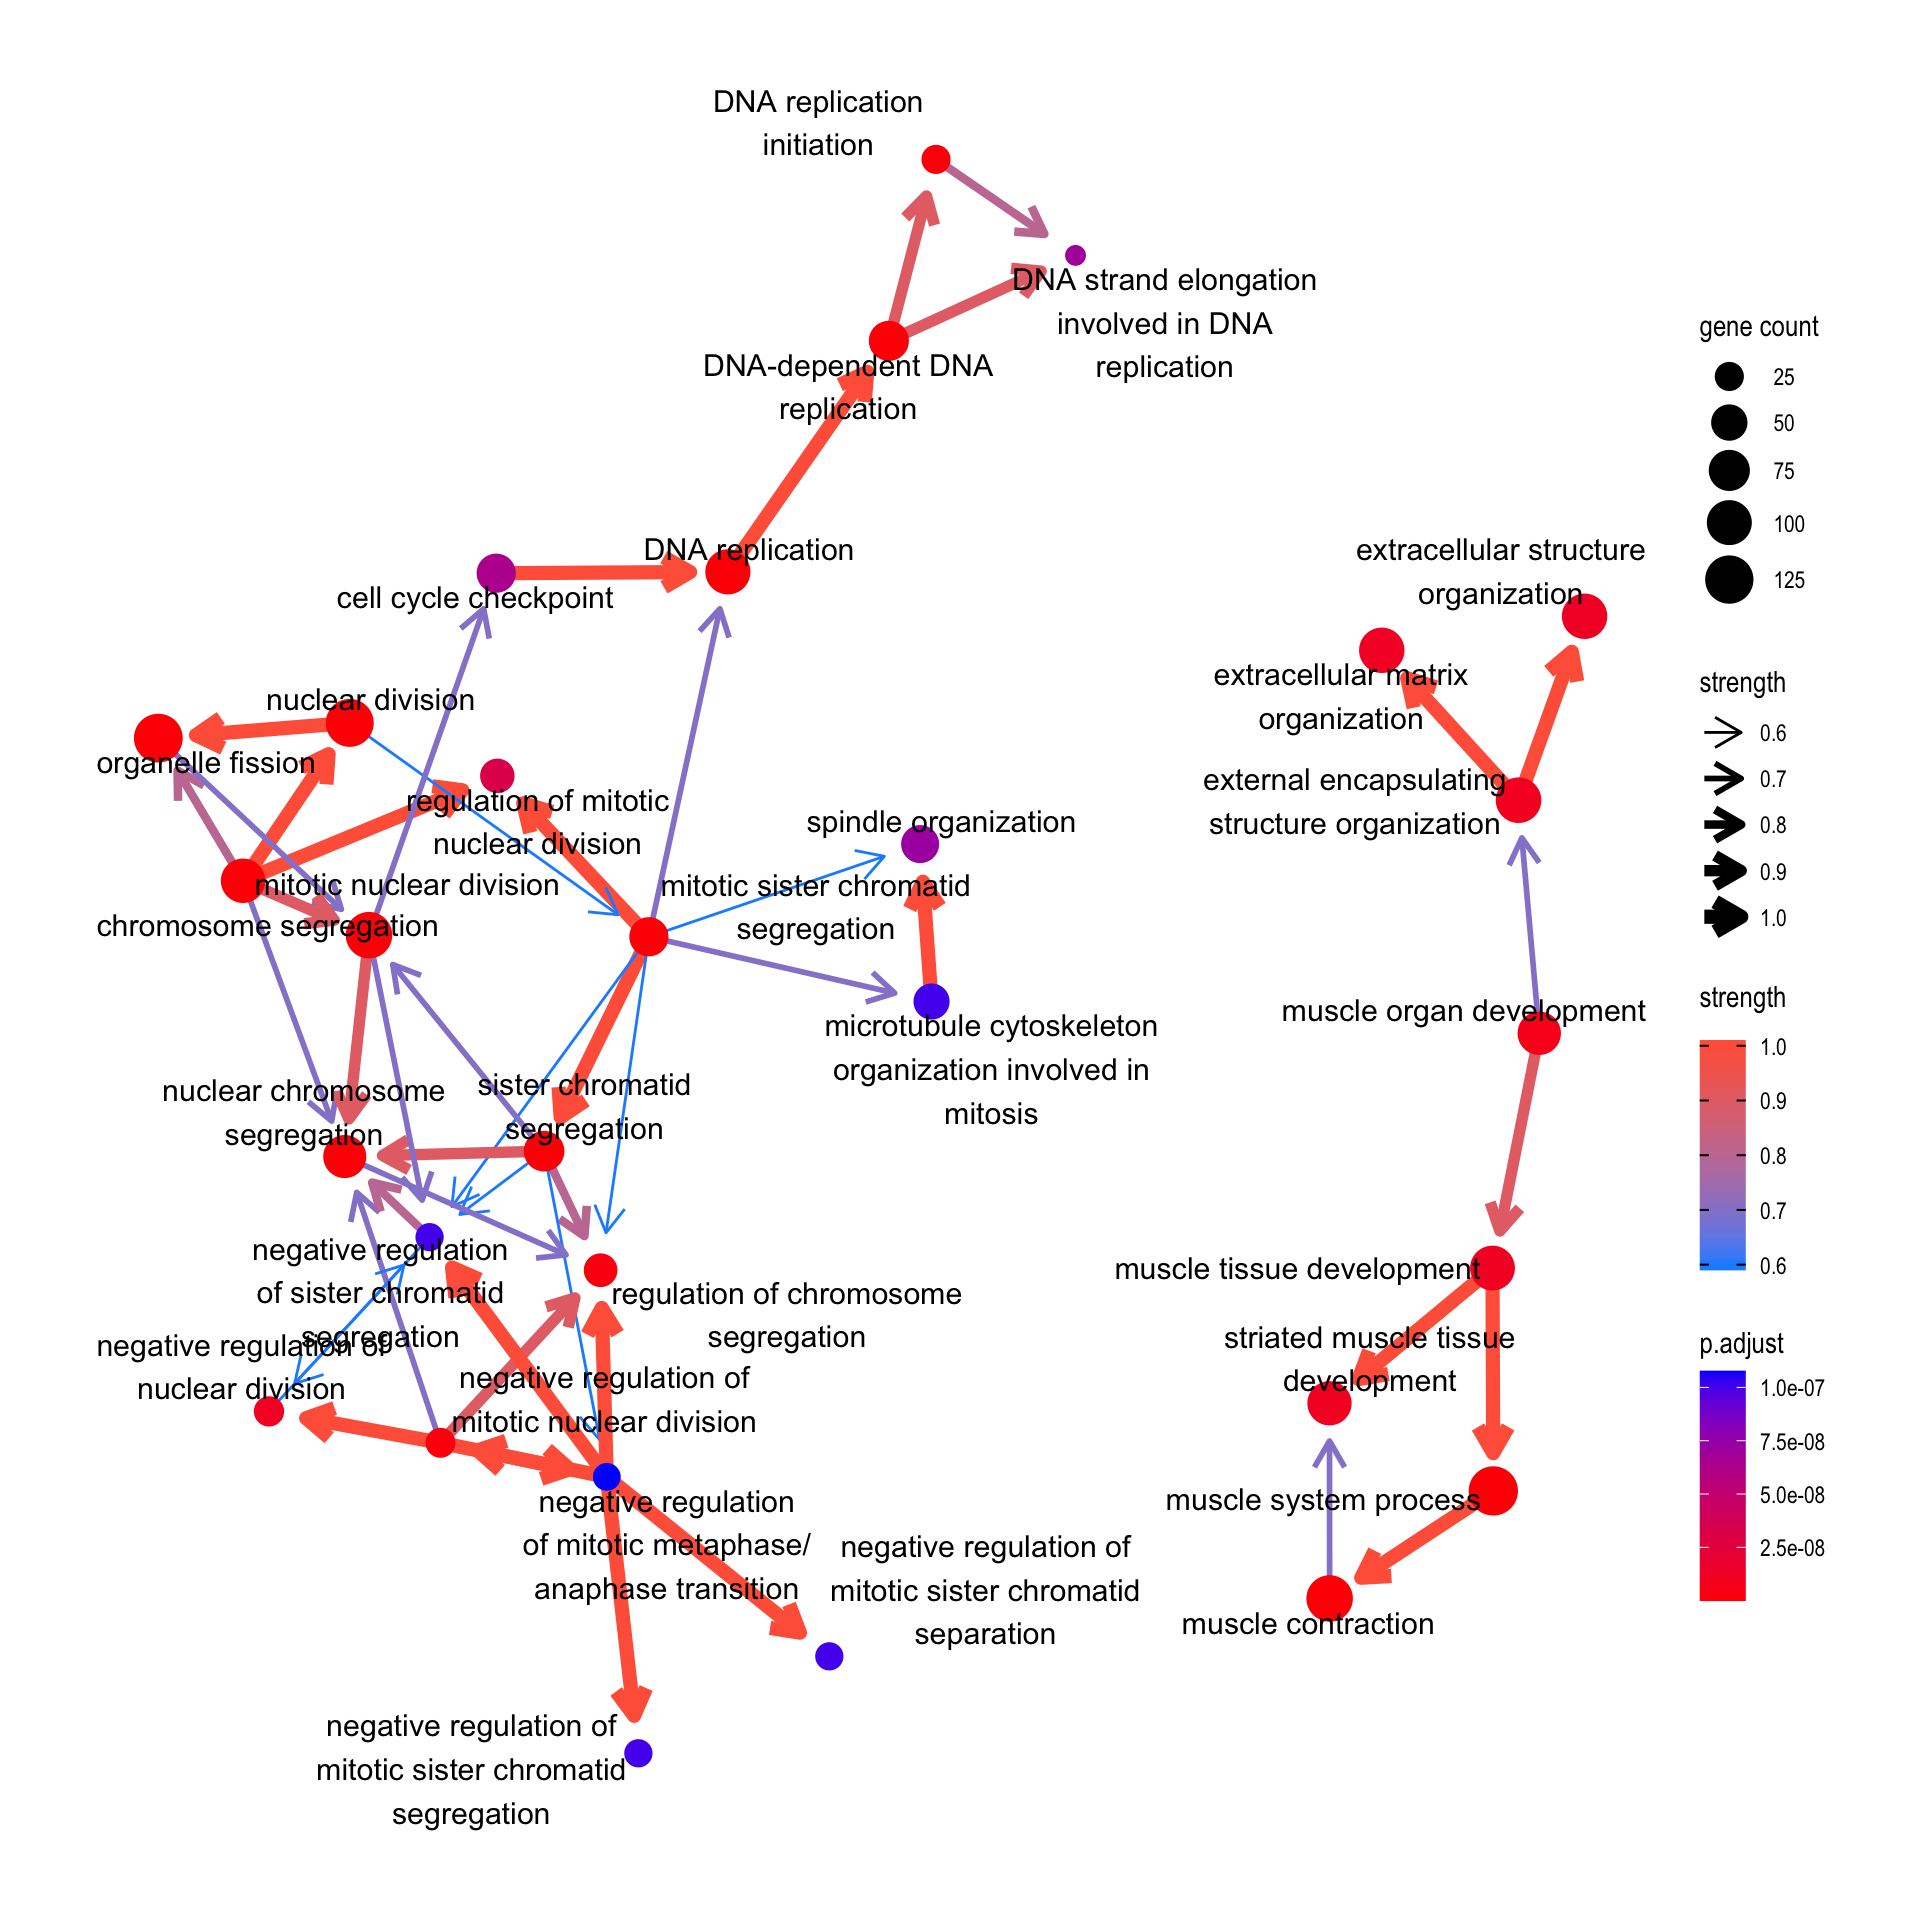 DNA replication
initiation
DNA strand elongation
involved in DNA
replication
DNA-dependent DNA
replication
DNA replication
cell cycle checkpoint
nuclear division
organelle fission
regulation of mitotic
nuclear division
mitotic nuclear division
chromosome segregation
spindle organization
mitotic sister chromatid
segregation
microtubule cytoskeleton
organization involved in
mitosis
nuclear chromosome
segregation
sister chromatid
segregation
negative regulation
of sister chromatid
segregation
negative regulation of
nuclear division
regulation of chromosome
segregation
negative regulation of
mitotic nuclear division
negative regulation
of mitotic metaphase/
anaphase transition
negative regulation of
mitotic sister chromatid
separation
negative regulation of
mitotic sister chromatid
segregation
extracellular structure
organization
extracellular matrix
organization
external encapsulating
structure organization
muscle organ development
muscle tissue development
striated muscle tissue
development
muscle system process
muscle contraction
gene count
25
50
75
100
125
strength
0.6
0.7
0.8
0.9
1.0
strength
1.0
0.9
0.8
0.7
0.6
p.adjust
1.0e-07
7.5e-08
5.0e-08
2.5e-08